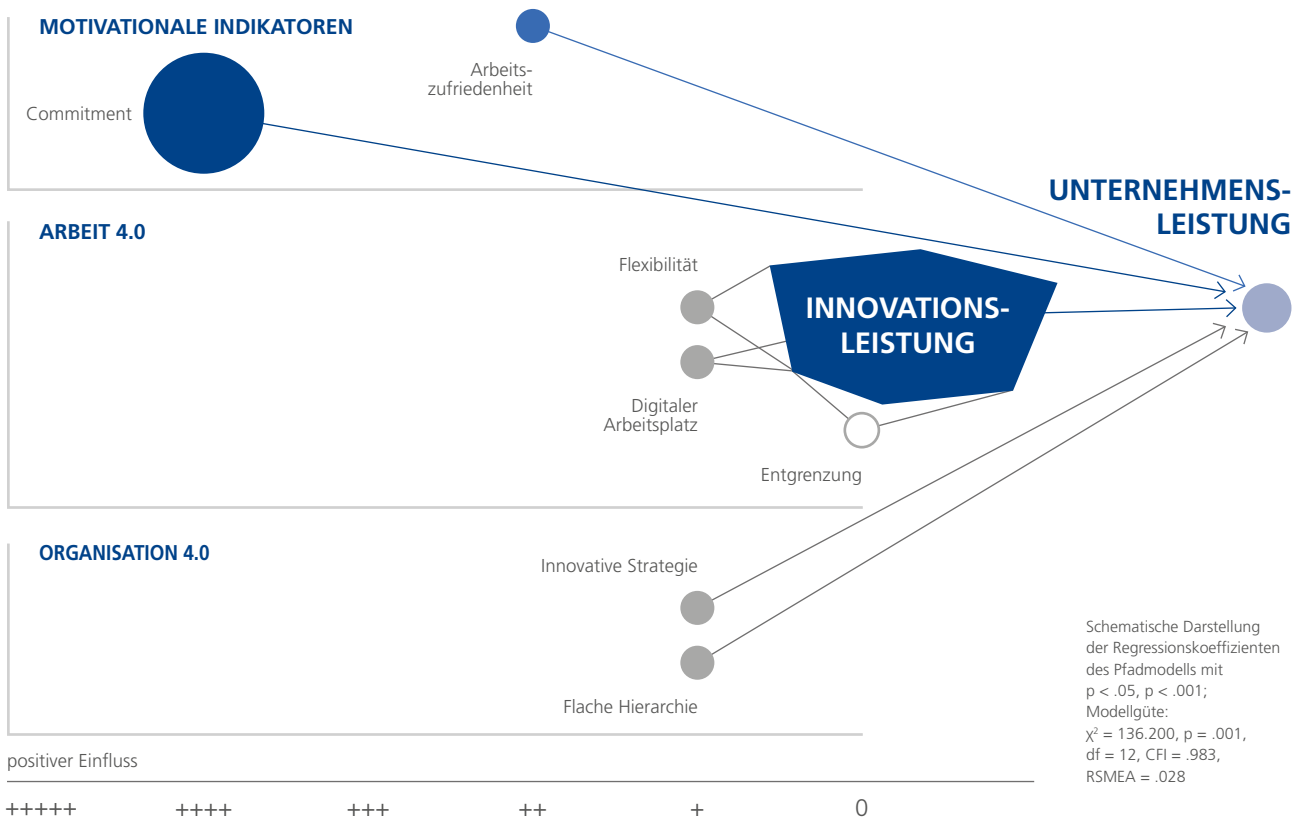 MOTIVATIONALE INDIKATOREN
Arbeits-
zufriedenheit
Commitment
UNTERNEHMENS-
LEISTUNG
ARBEIT 4.0
Flexibilität
INNOVATIONS-
LEISTUNG
Digitaler
Arbeitsplatz
Entgrenzung
ORGANISATION 4.0
Innovative Strategie
Flache Hierarchie
Schematische Darstellung
der Regressionskoeffizienten
des Pfadmodells mit
p < .05, p < .001;
Modellgüte:
χ² = 136.200, p = .001,
df = 12, CFI = .983,
RSMEA = .028
positiver Einfluss
+++++ ++++ +++ ++ + 0